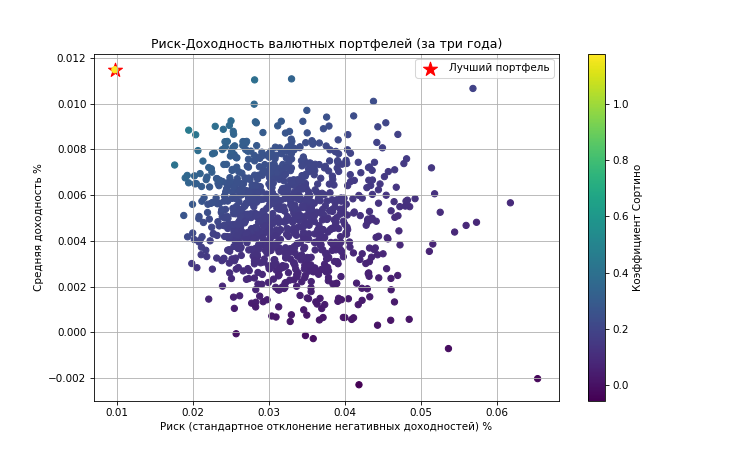 Риск-Доходность валютных портфелей (за три года)
Лучший портфель
0.012
0.010
0.008
0.006
0.004
0.002
0.000
−0.002
Средняя доходность %
0.01 0.02 0.03 0.04 0.05 0.06
Риск (стандартное отклонение негативных доходностей) %
1.0
0.8
0.6
0.4
0.2
0.0
Коэффициент Сортино